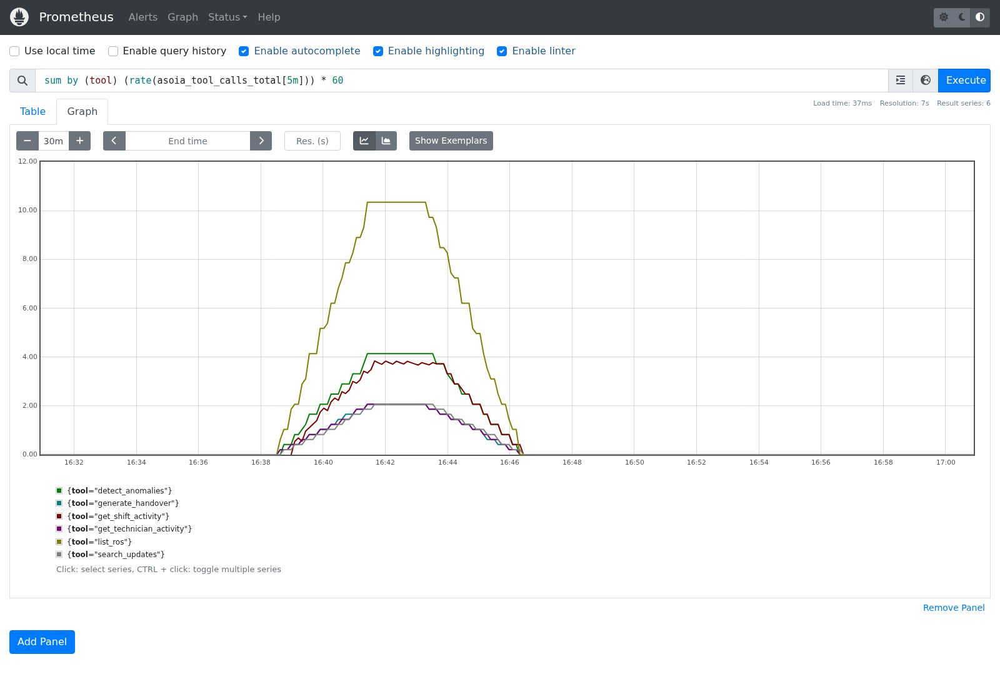 Prometheus Alerts Graph Status Help
Use local time Enable query history Enable autocomplete Enable highlighting Enable linter
sum by (tool) (rate(asoia_tool_calls_total[5m])) * 60 Execute
Table Graph Load time: 37ms Resolution: 7s Result series: 6
30m End time Res. (s) Show Exemplars
12.00
10.00
8.00
6.00
4.00
2.00
0.00
16:32 16:34 16:36 16:38 16:40 16:42 16:44 16:46 16:48 16:50 16:52 16:54 16:56 16:58 17:00
{tool="detect_anomalies"}
{tool="generate_handover"}
{tool="get_shift_activity"}
{tool="get_technician_activity"}
{tool="list_ros"}
{tool="search_updates"}
Click: select series, CTRL + click: toggle multiple series
Remove Panel
Add Panel